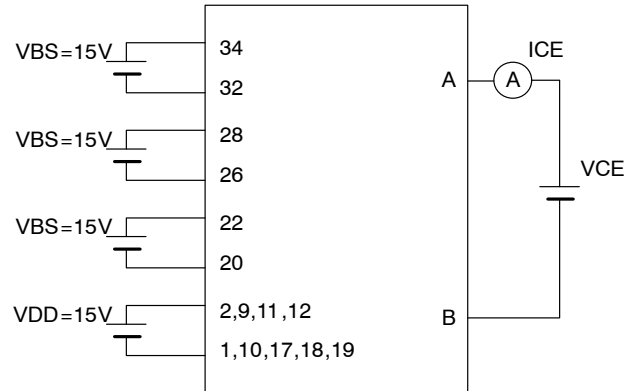 VBS=15V
34
32
VBS=15V
28
26
VBS=15V
22
20
VDD=15V
2,9,11,12
1,10,17,18,19
A
ICE
A
VCE
B